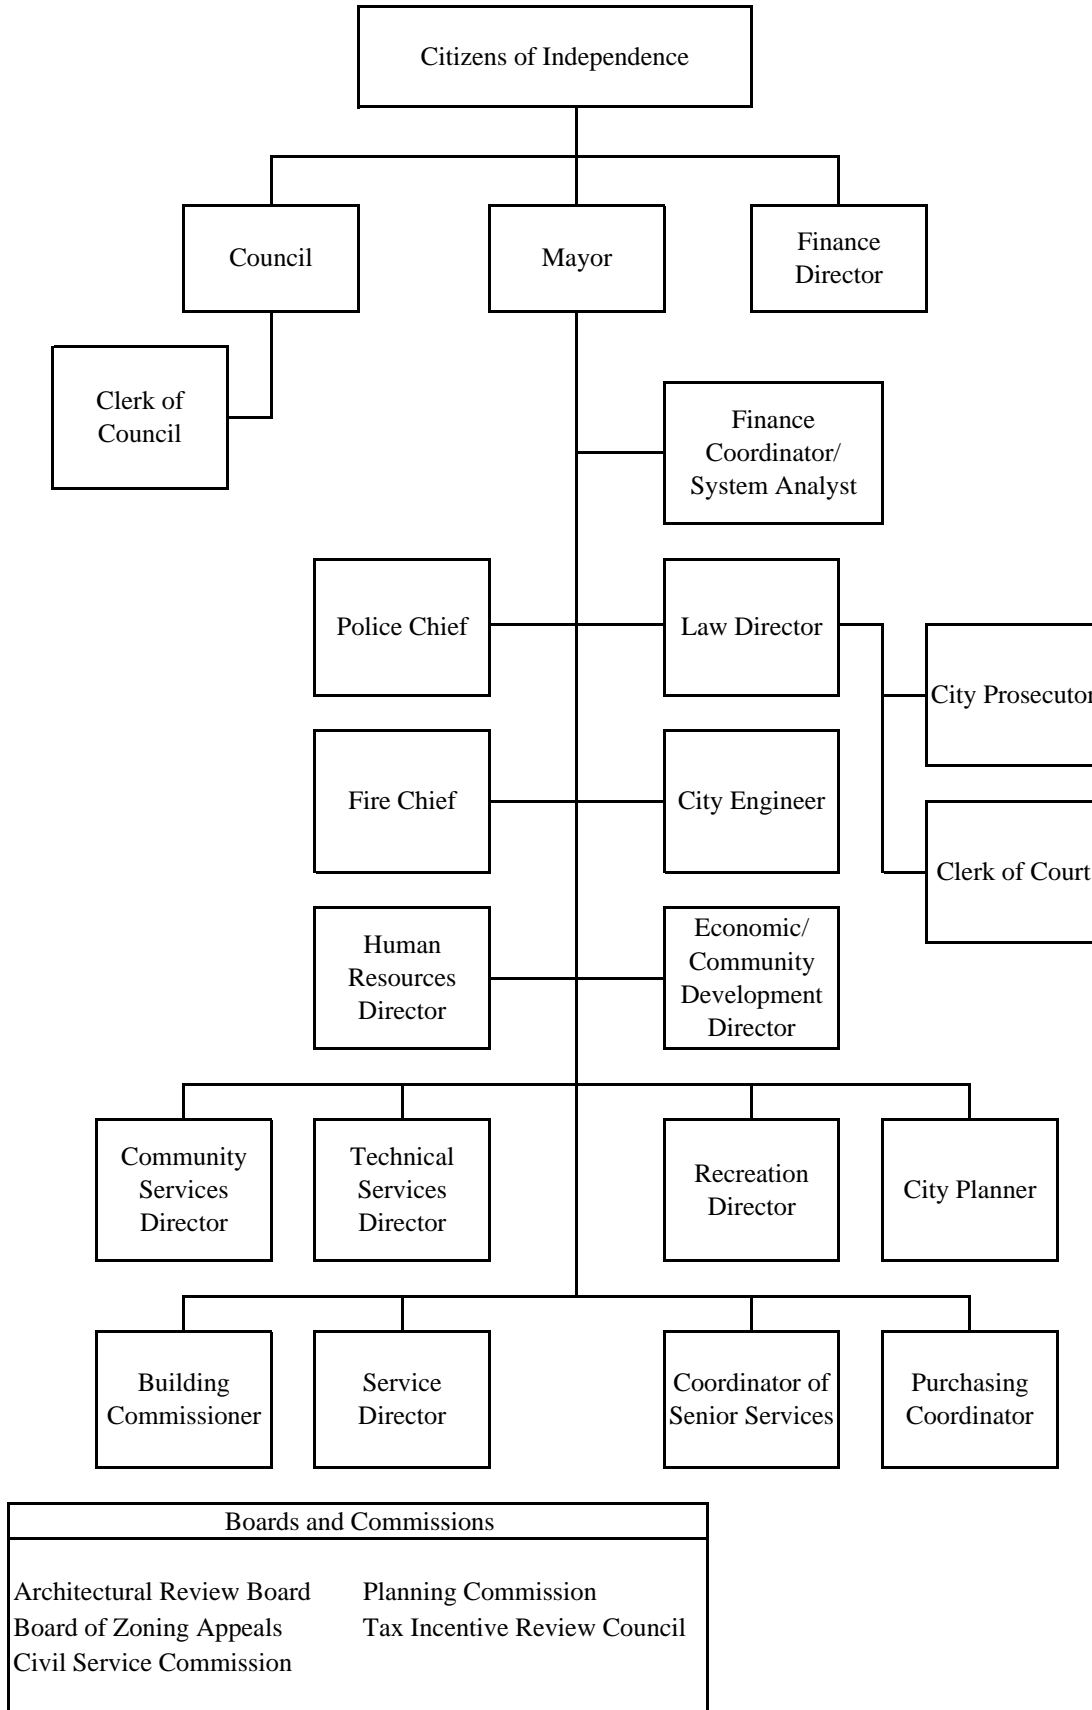 Citizens of Independence
Council
Mayor
Finance
Director
Clerk of
Council
Finance
Coordinator/
System Analyst
Police Chief
Law Director
City Prosecutor
Fire Chief
City Engineer
Clerk of Court
Human
Resources
Director
Economic/
Community
Development
Director
Community
Services
Director
Technical
Services
Director
Recreation
Director
City Planner
Building
Commissioner
Service
Director
Coordinator of
Senior Services
Purchasing
Coordinator
Boards and Commissions
Architectural Review Board
Planning Commission
Board of Zoning Appeals
Tax Incentive Review Council
Civil Service Commission